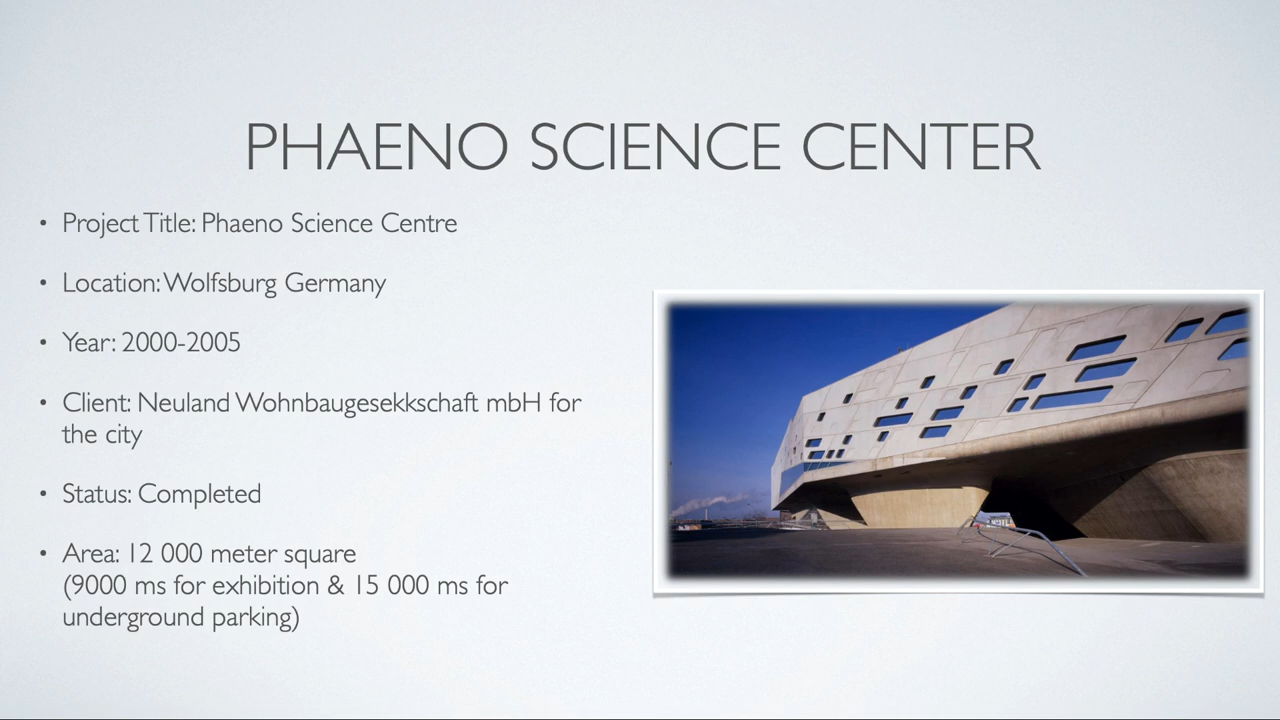 PHAENO SCIENCE CENTER
• Project Title: Phaeno Science Centre
• Location: Wolfsburg Germany
• Year: 2000-2005
• Client: Neuland Wohnbaugesekkschaft mbH for
the city
• Status: Completed
• Area: 12 000 meter square
(9000 ms for exhibition & 15 000 ms for
underground parking)